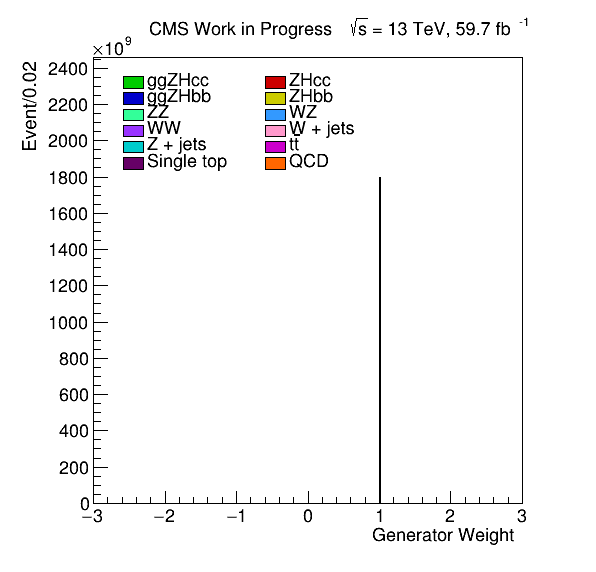 CMS Work in Progress √s = 13 TeV, 59.7 fb⁻¹
×10⁹
Event/0.02
2400
2200
2000
1800
1600
1400
1200
1000
800
600
400
200
0
ggZHcc ZHcc
ggZHbb ZHbb
ZZ WZ
WW W + jets
Z + jets tt̄
Single top QCD
−3 −2 −1 0 1 2 3
Generator Weight